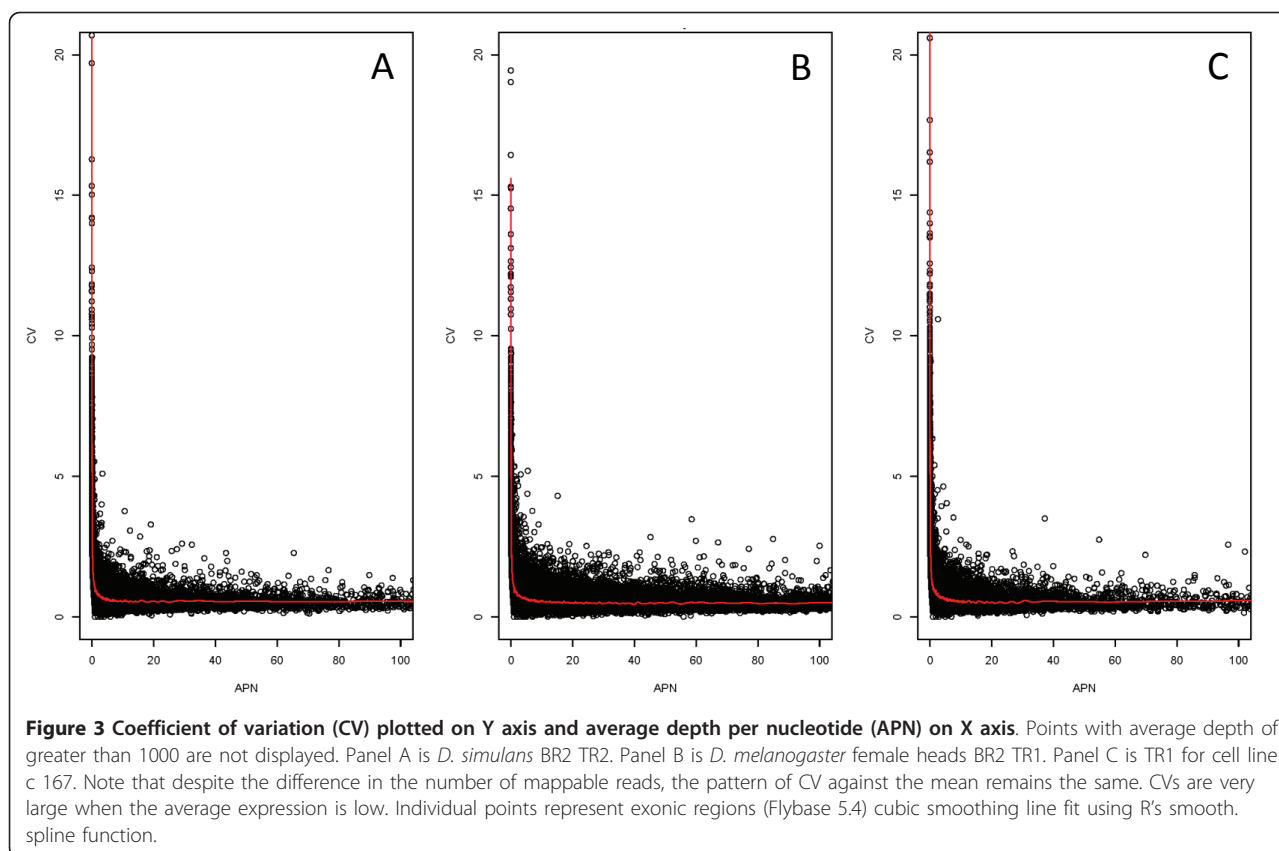 A
B
C
20
15
10
5
0
CV
0
20
40
60
80
100
APN
20
15
10
5
0
CV
0
20
40
60
80
100
APN
20
15
10
5
0
CV
0
20
40
60
80
100
APN
Figure 3 Coefficient of variation (CV) plotted on Y axis and average depth per nucleotide (APN) on X axis. Points with average depth of
greater than 1000 are not displayed. Panel A is D. simulans BR2 TR2. Panel B is D. melanogaster female heads BR2 TR1. Panel C is TR1 for cell line
c 167. Note that despite the difference in the number of mappable reads, the pattern of CV against the mean remains the same. CVs are very
large when the average expression is low. Individual points represent exonic regions (Flybase 5.4) cubic smoothing line fit using R's smooth.
spline function.